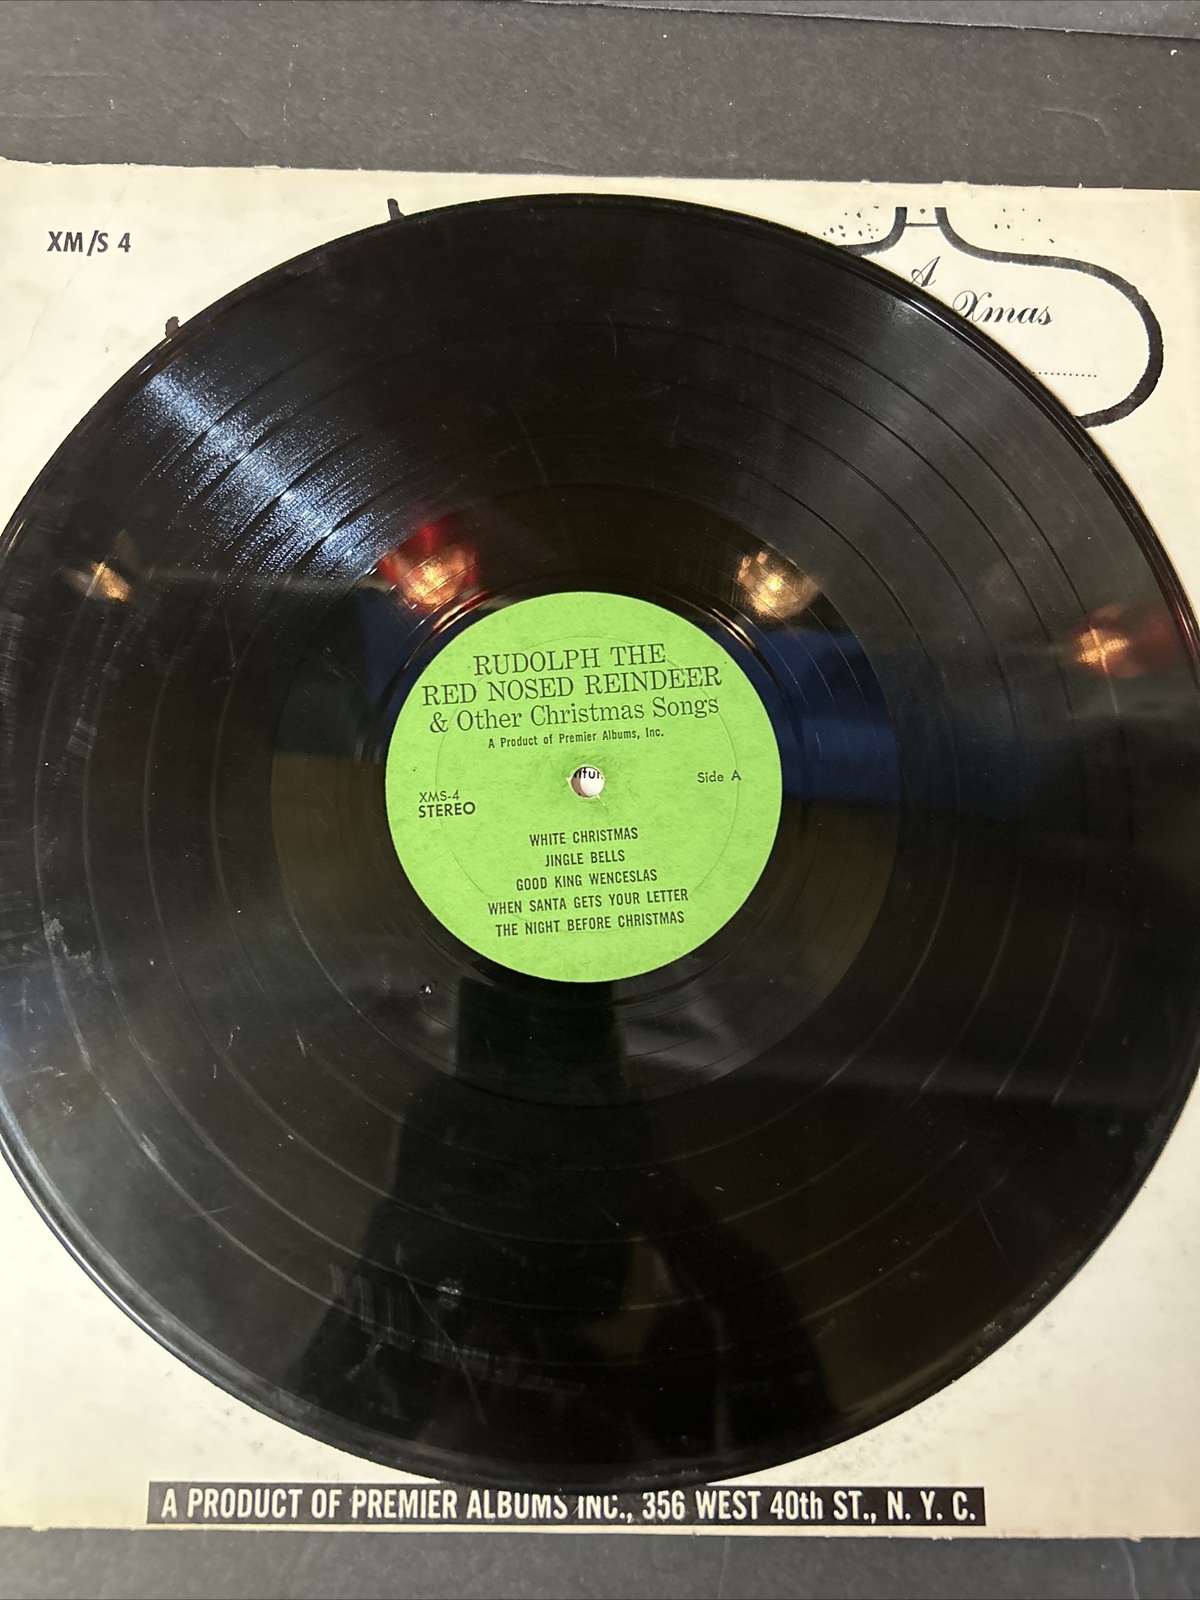 XM/S 4
A
Xmas
RUDOLPH THE
RED NOSED REINDEER
& Other Christmas Songs
A Product of Premier Albums, Inc.
Side A
XMS-4
STEREO
WHITE CHRISTMAS
JINGLE BELLS
GOOD KING WENCESLAS
WHEN SANTA GETS YOUR LETTER
THE NIGHT BEFORE CHRISTMAS
A PRODUCT OF PREMIER ALBUMS INC., 356 WEST 40th ST., N. Y. C.